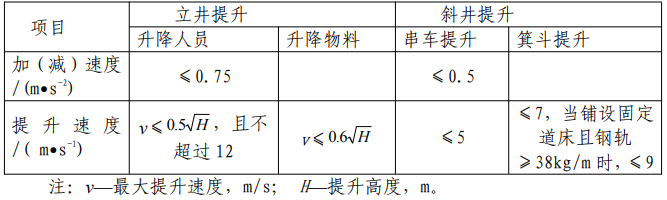 项目 立井提升 斜井提升
升降人员 升降物料 串车提升 箕斗提升
加（减）速度 ≤0.75 ≤0.5
/(m•s⁻²)
提升速度 v≤0.5√H，且不 v≤0.6√H ≤5 ≤7，当铺设固定
/( m•s⁻¹) 超过12 道床且钢轨
≥38kg/m时，≤9
注：v—最大提升速度，m/s； H—提升高度，m。